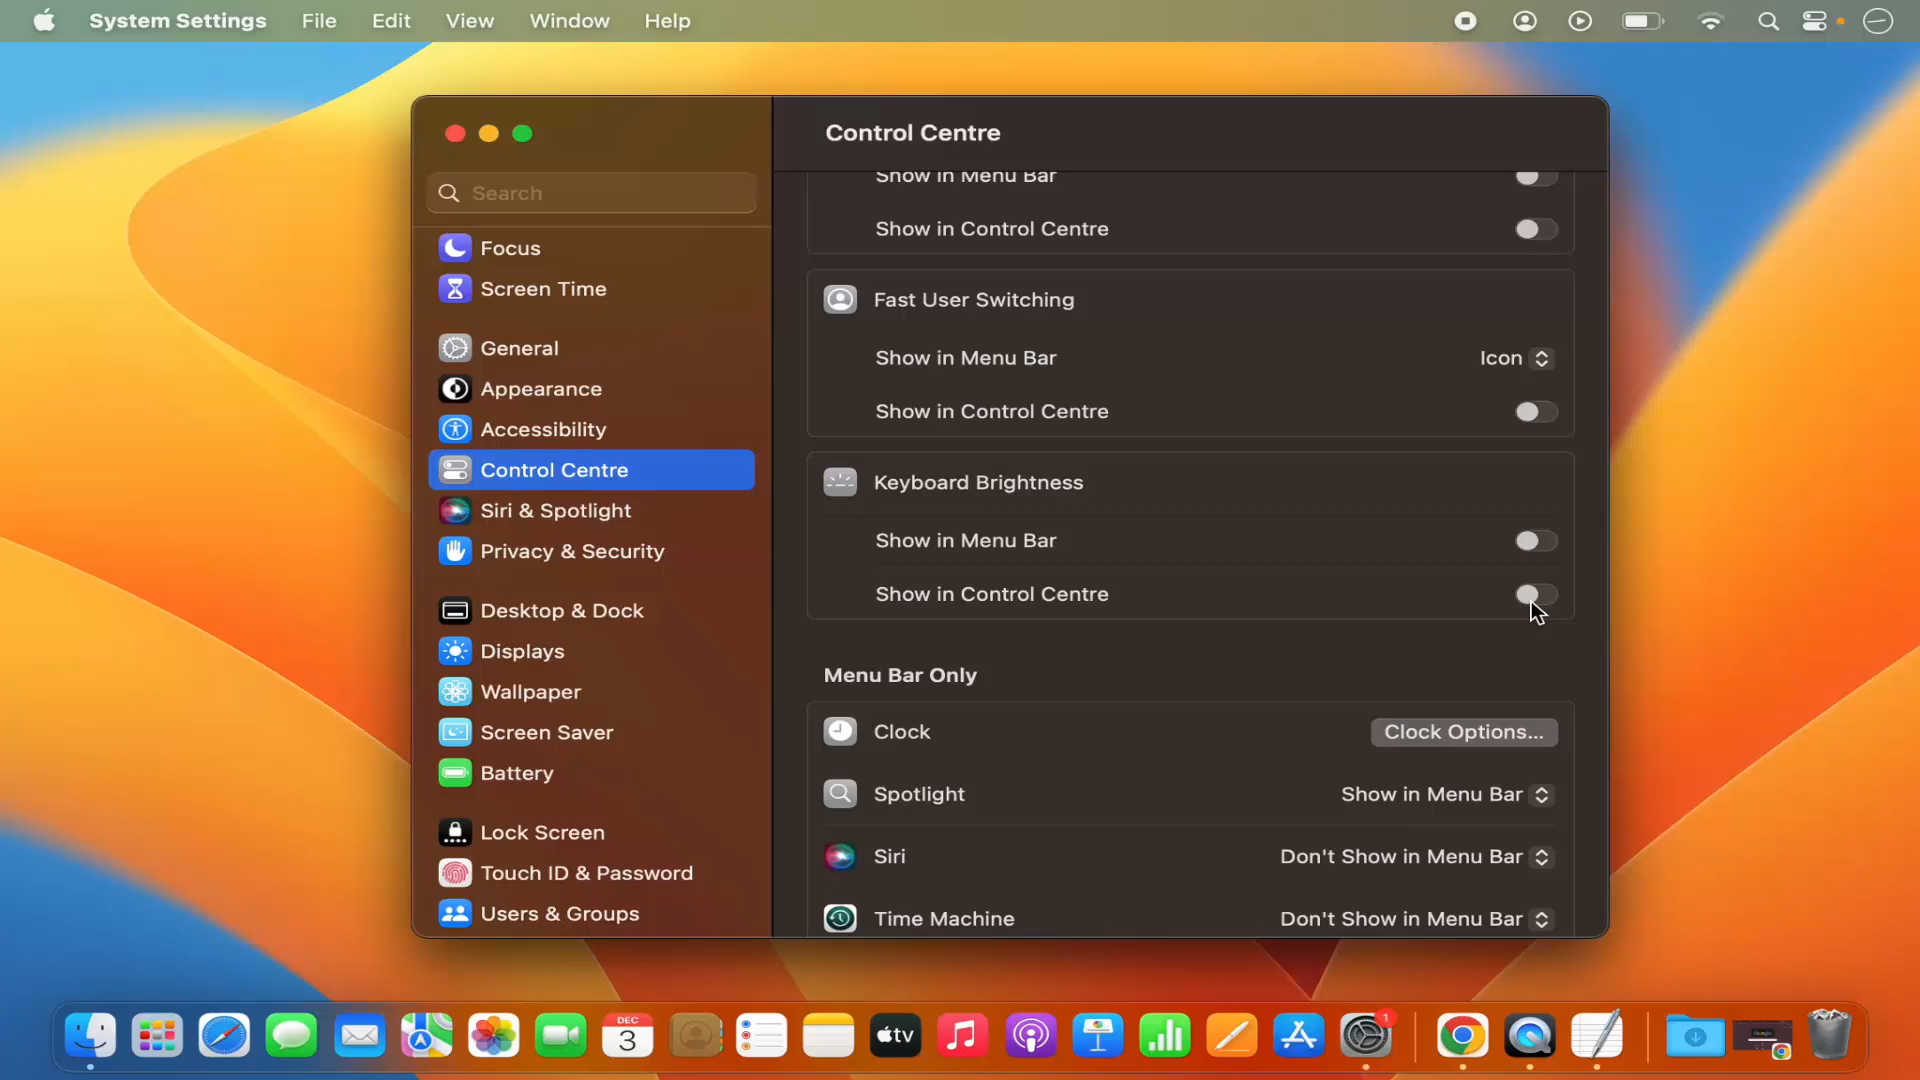 System Settings File Edit View Window Help
Control Centre
Search
Focus
Screen Time
General
Appearance
Accessibility
Control Centre
Siri & Spotlight
Privacy & Security
Desktop & Dock
Displays
Wallpaper
Screen Saver
Battery
Lock Screen
Touch ID & Password
Users & Groups
Show in Menu Bar
Show in Control Centre
Fast User Switching
Show in Menu Bar Icon
Show in Control Centre
Keyboard Brightness
Show in Menu Bar
Show in Control Centre
Menu Bar Only
Clock Clock Options...
Spotlight Show in Menu Bar
Siri Don't Show in Menu Bar
Time Machine Don't Show in Menu Bar
DEC
3
tv
1
Google